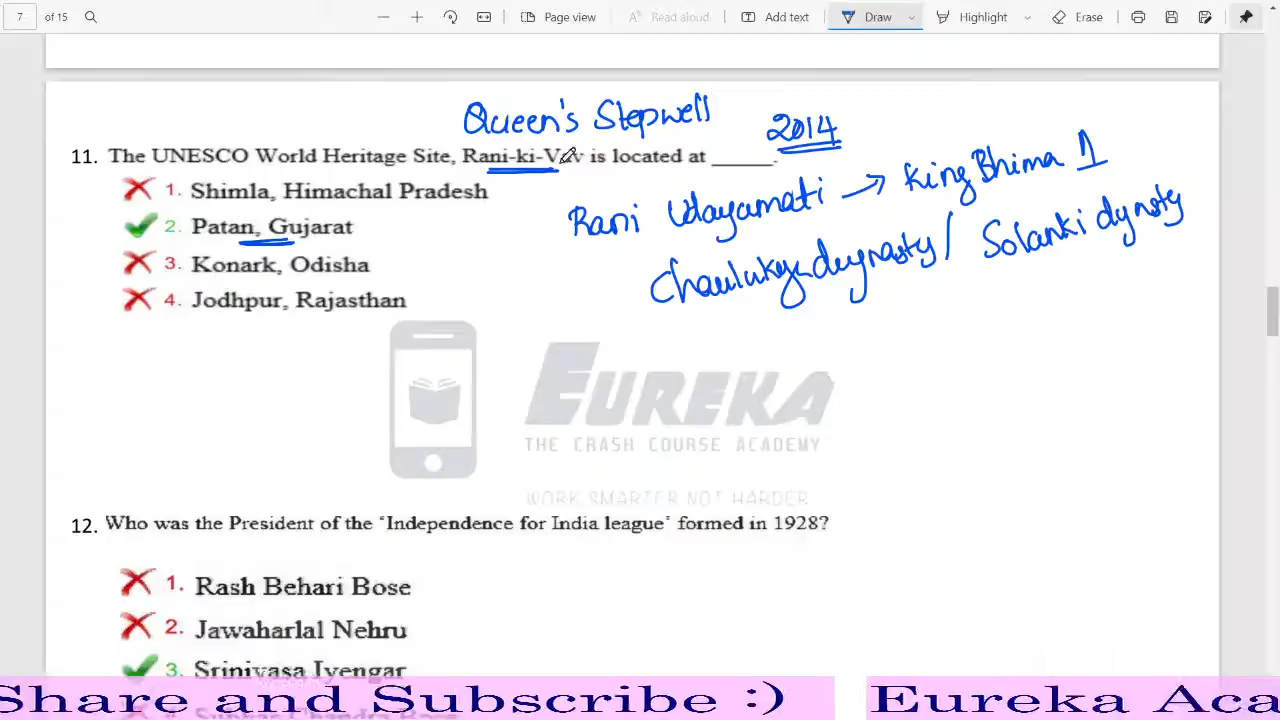 7 of 15 Page view Read aloud Add text Draw Highlight Erase
Queen's Stepwell
2014
11. The UNESCO World Heritage Site, Rani-ki-Vav is located at _____.
1. Shimla, Himachal Pradesh
Rani Udayamati → King Bhima 1
2. Patan, Gujarat
Chaulukya dynasty / Solanki dynasty
3. Konark, Odisha
4. Jodhpur, Rajasthan
EUREKA
THE CRASH COURSE ACADEMY
WORK SMARTER NOT HARDER
12. Who was the President of the 'Independence for India league' formed in 1928?
1. Rash Behari Bose
2. Jawaharlal Nehru
3. Srinivasa Iyengar
Share and Subscribe :) Eureka Aca